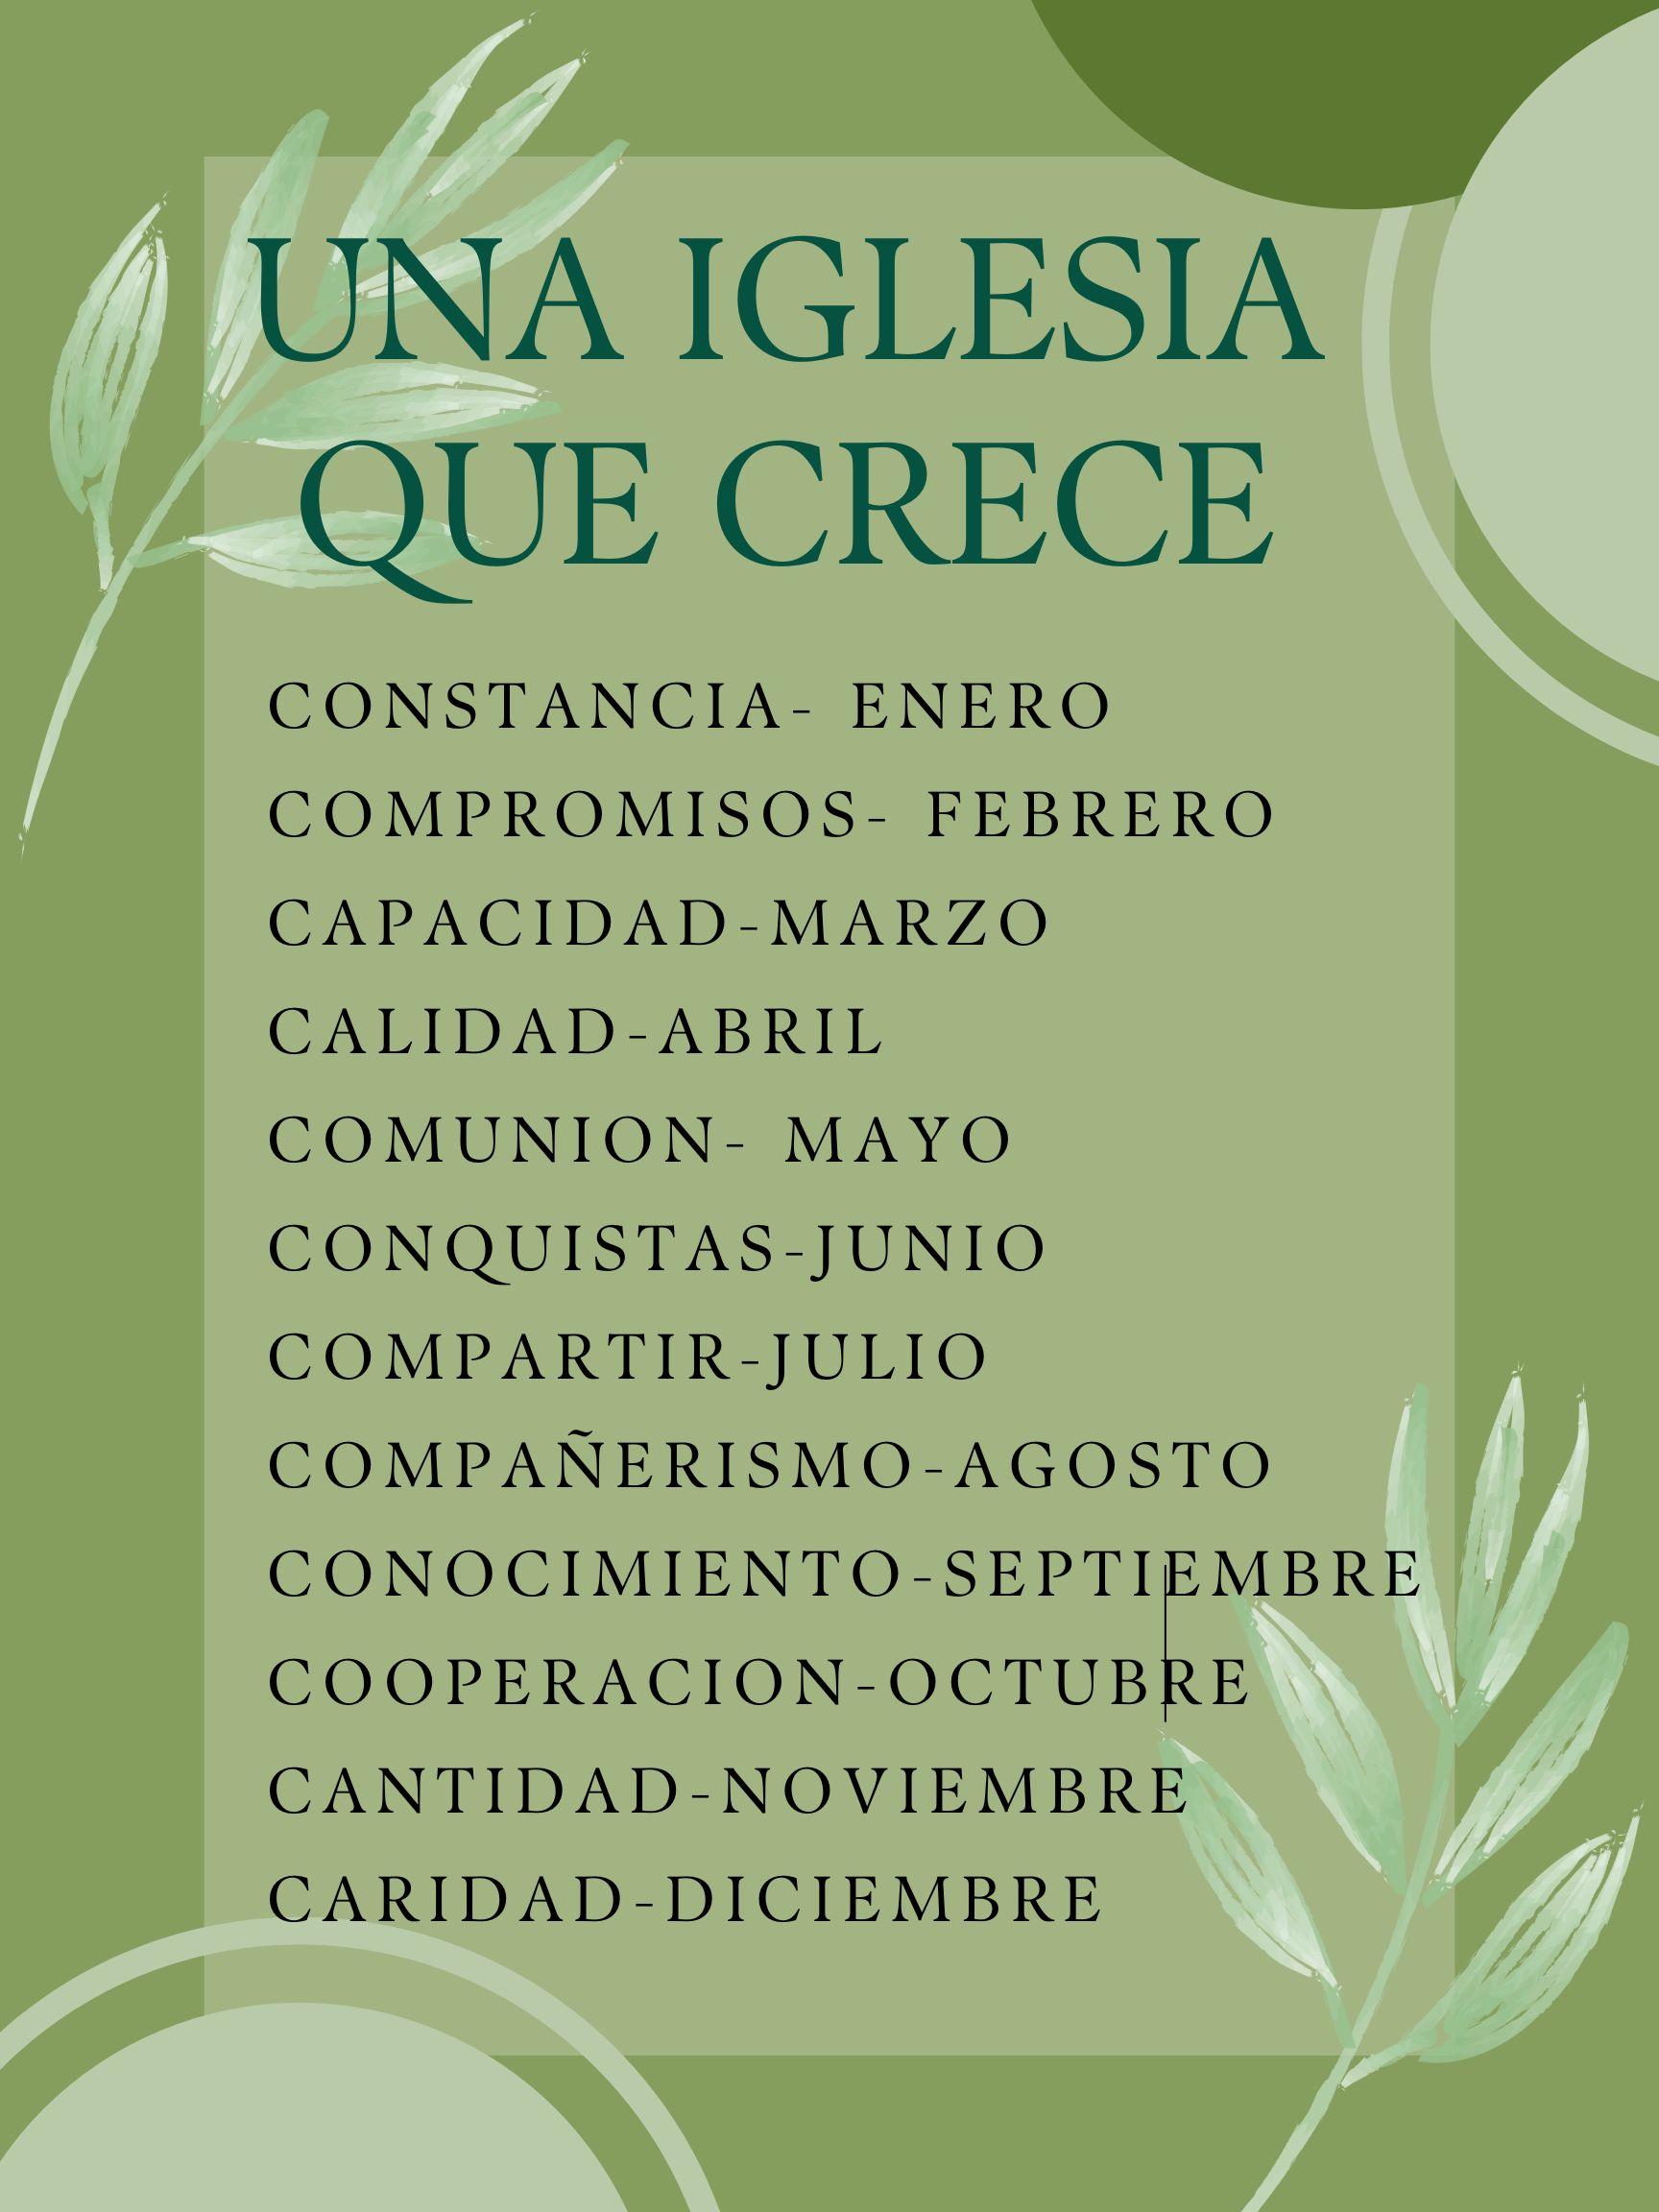 UNA IGLESIA
QUE CRECE
CONSTANCIA- ENERO
COMPROMISOS- FEBRERO
CAPACIDAD-MARZO
CALIDAD-ABRIL
COMUNION- MAYO
CONQUISTAS-JUNIO
COMPARTIR-JULIO
COMPAÑERISMO-AGOSTO
CONOCIMIENTO-SEPTIEMBRE
COOPERACION-OCTUBRE
CANTIDAD-NOVIEMBRE
CARIDAD-DICIEMBRE